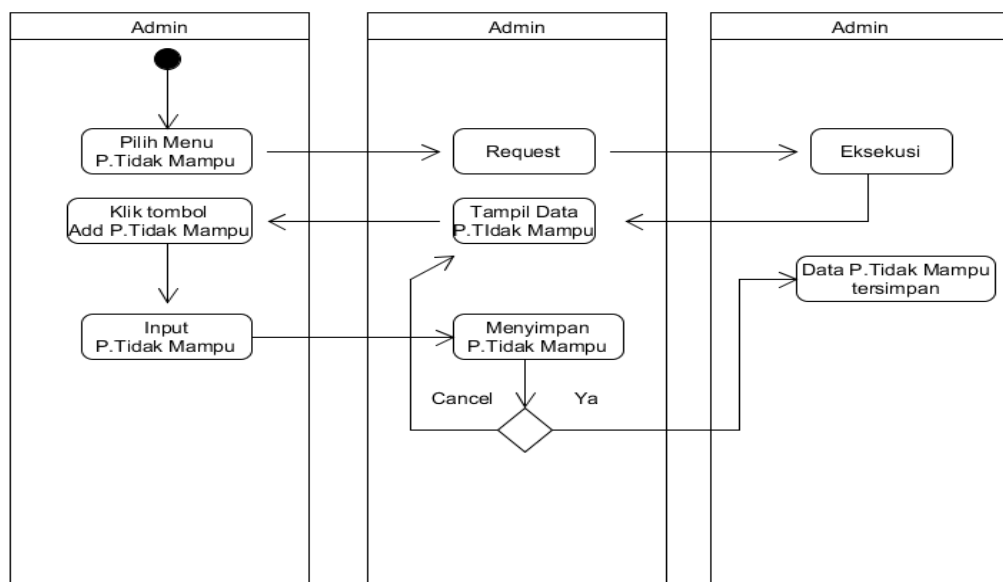 Admin
Admin
Admin
Pilih Menu
P.Tidak Mampu
Request
Eksekusi
Klik tombol
Add P.Tidak Mampu
Tampil Data
P.TIdak Mampu
Data P.Tidak Mampu
tersimpan
Input
P.Tidak Mampu
Menyimpan
P.Tidak Mampu
Cancel
Ya